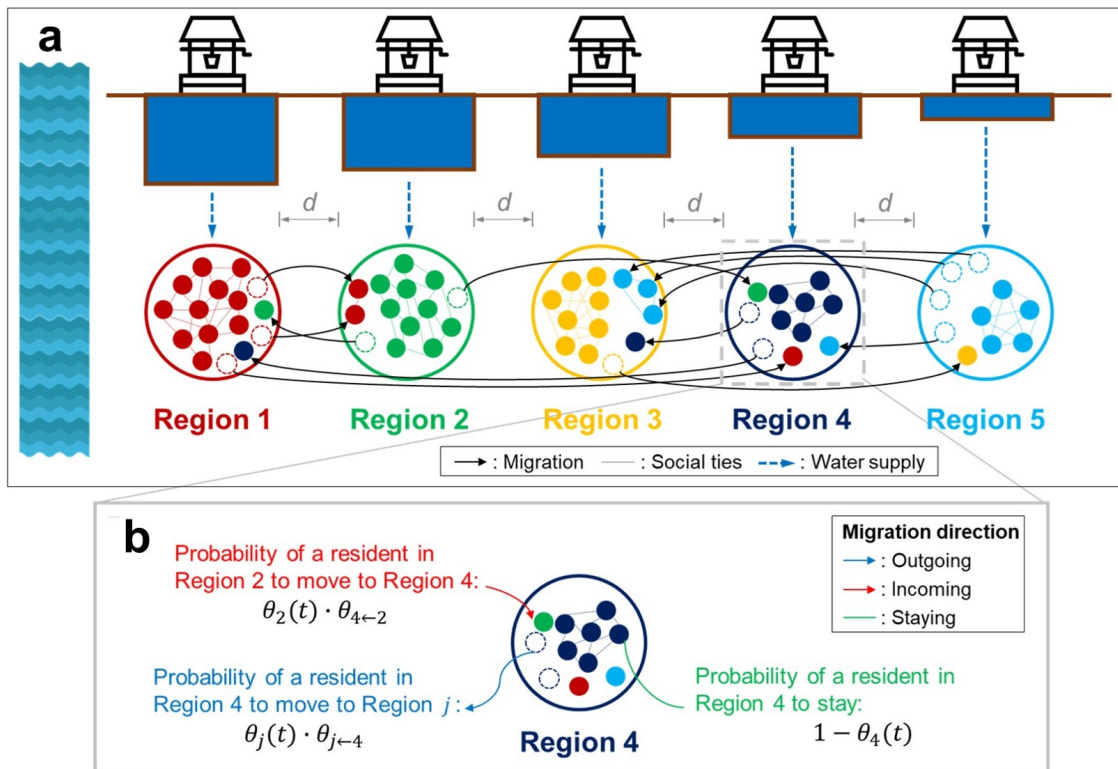 a
d d d d
Region 1 Region 2 Region 3 Region 4 Region 5
: Migration : Social ties : Water supply
b
Probability of a resident in
Region 2 to move to Region 4:
θ₂(t) · θ₄←₂
Probability of a resident in
Region 4 to move to Region j :
θⱼ(t) · θⱼ←₄
Region 4
Migration direction
: Outgoing
: Incoming
: Staying
Probability of a resident in
Region 4 to stay:
1 − θ₄(t)